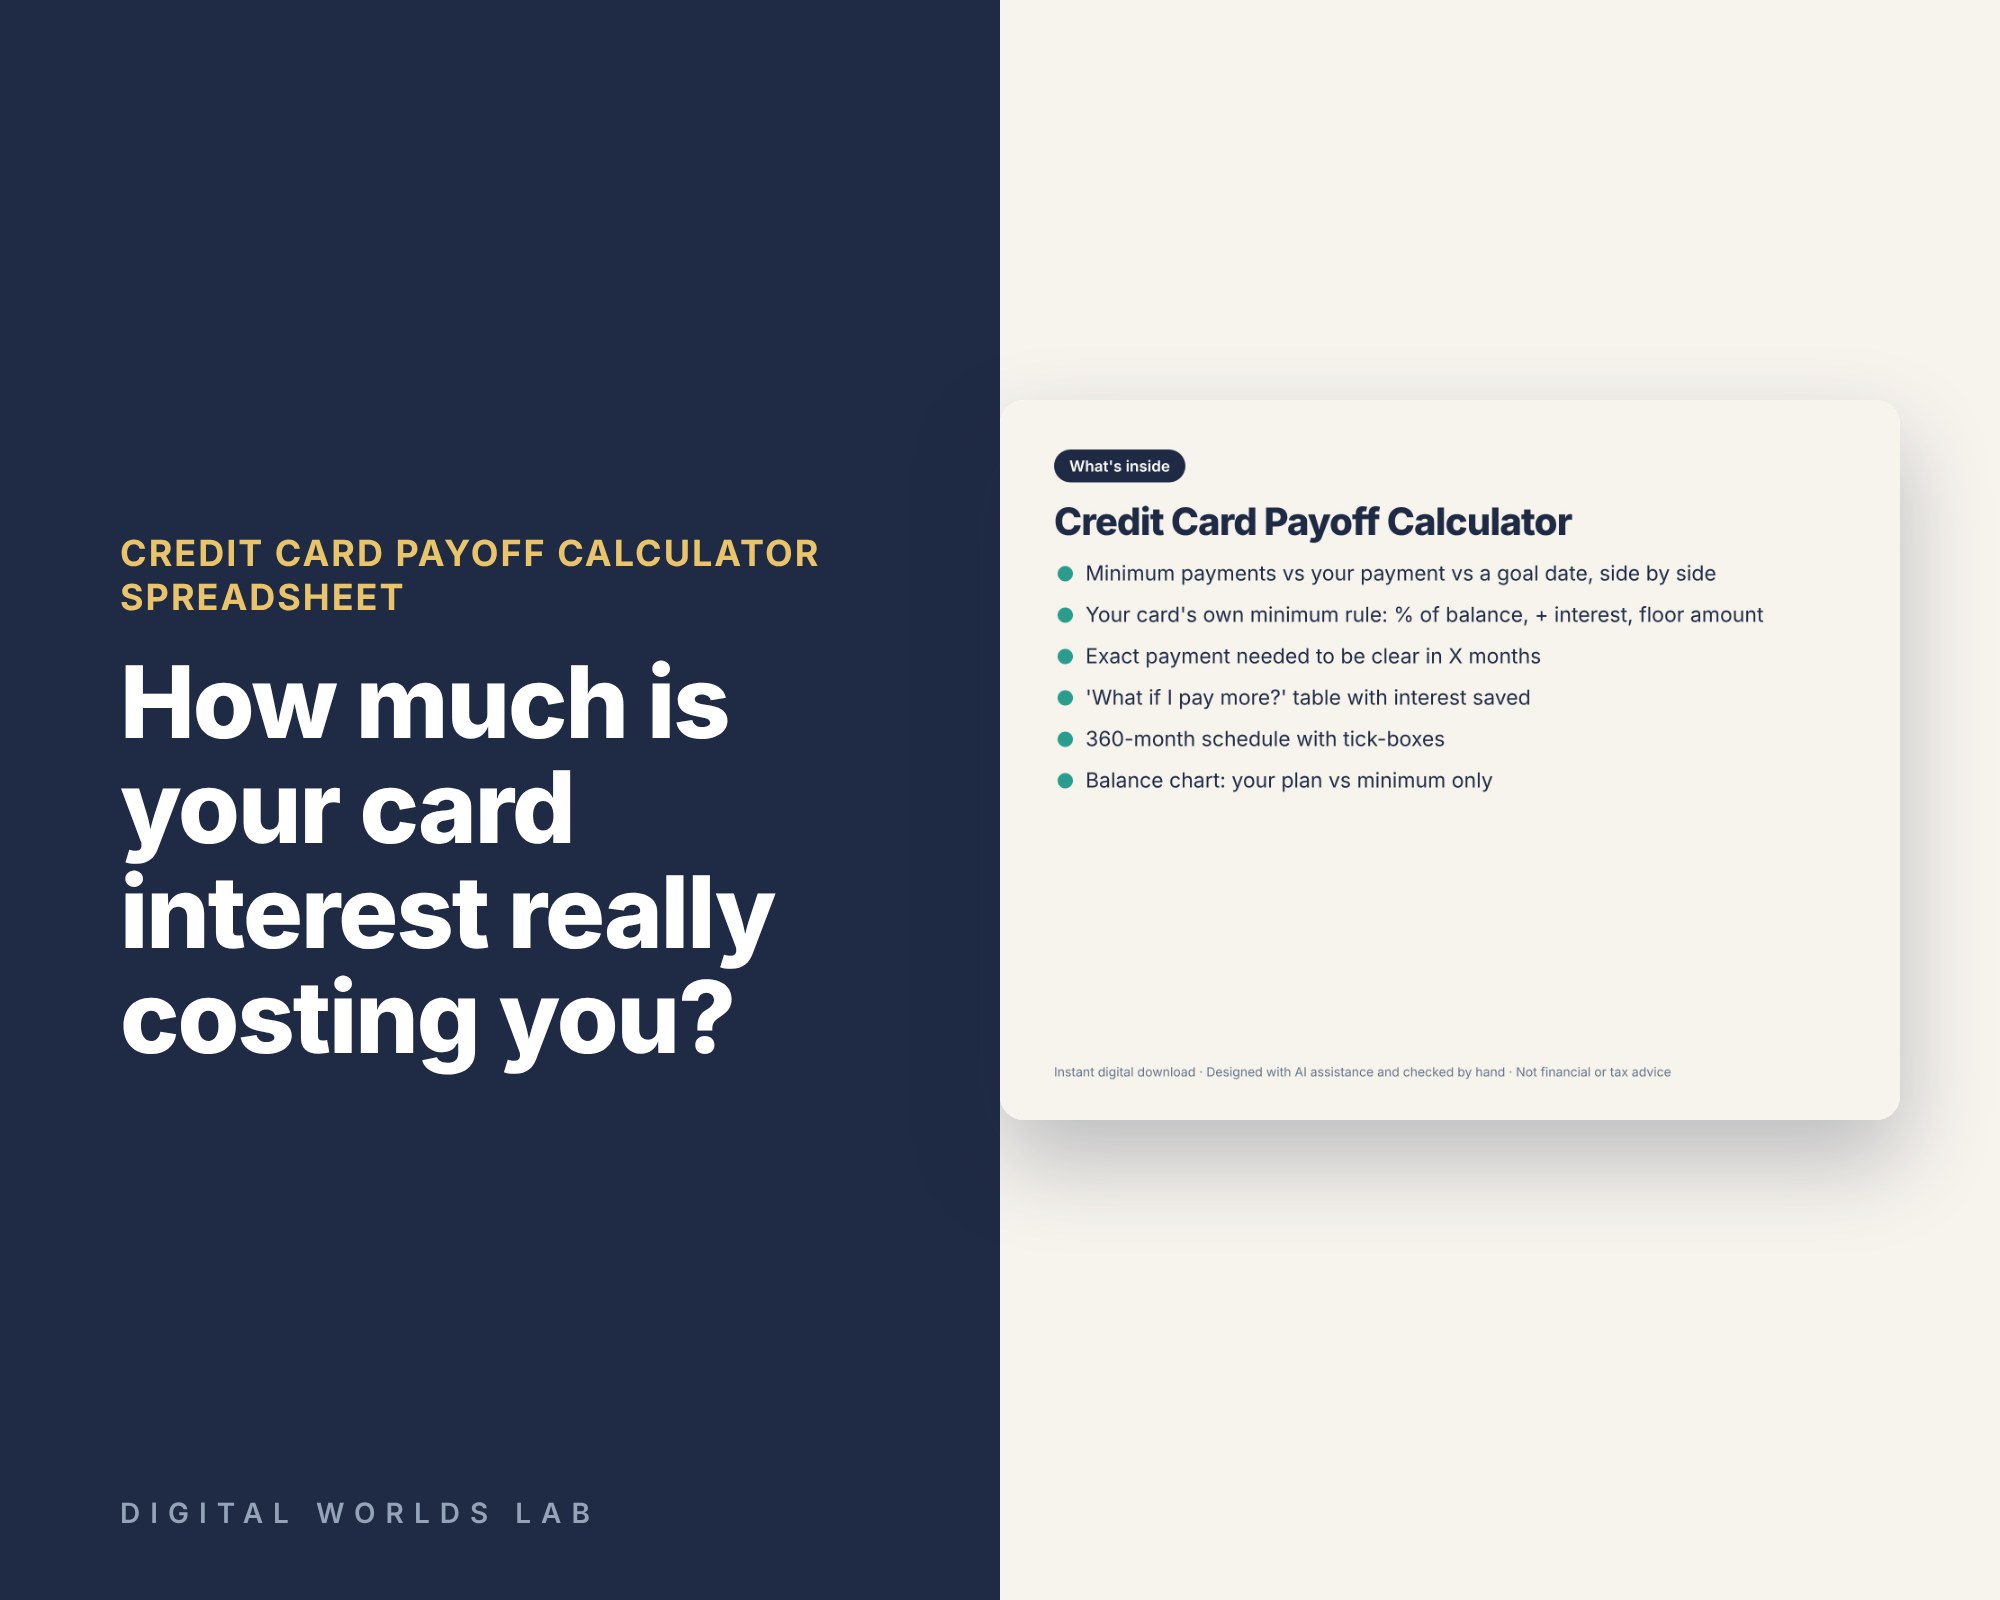 CREDIT CARD PAYOFF CALCULATOR
SPREADSHEET
How much is
your card
interest really
costing you?
DIGITAL WORLDS LAB
What's inside
Credit Card Payoff Calculator
Minimum payments vs your payment vs a goal date, side by side
Your card's own minimum rule: % of balance, + interest, floor amount
Exact payment needed to be clear in X months
'What if I pay more?' table with interest saved
360-month schedule with tick-boxes
Balance chart: your plan vs minimum only
Instant digital download · Designed with AI assistance and checked by hand · Not financial or tax advice